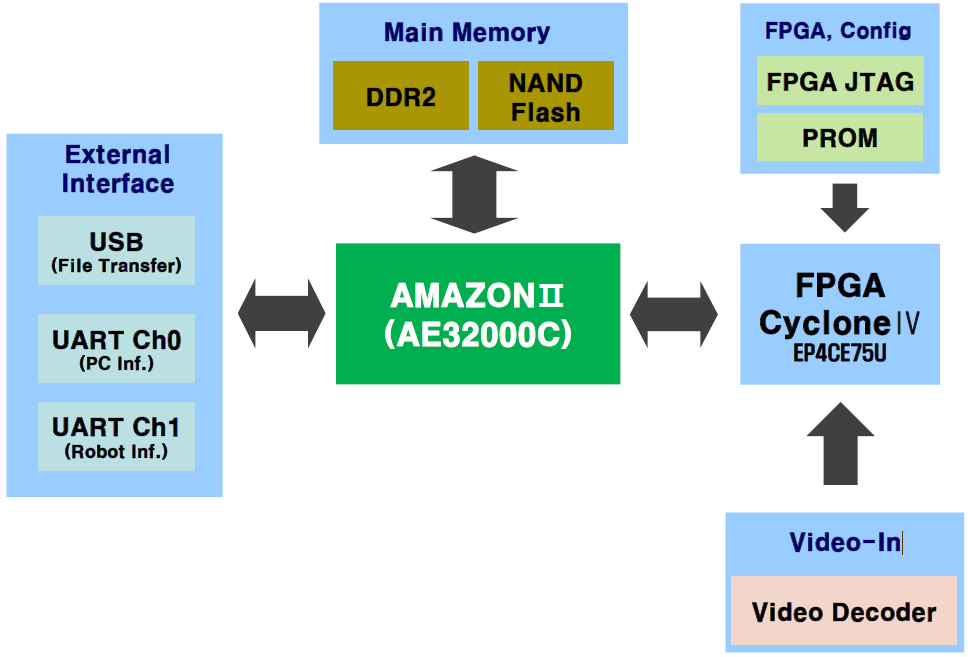 Main Memory
DDR2
NAND
Flash
FPGA, Config
FPGA JTAG
PROM
External
Interface
USB
(File Transfer)
UART Ch0
(PC Inf.)
UART Ch1
(Robot Inf.)
AMAZONⅡ
(AE32000C)
FPGA
CycloneⅣ
EP4CE75U
Video-In
Video Decoder